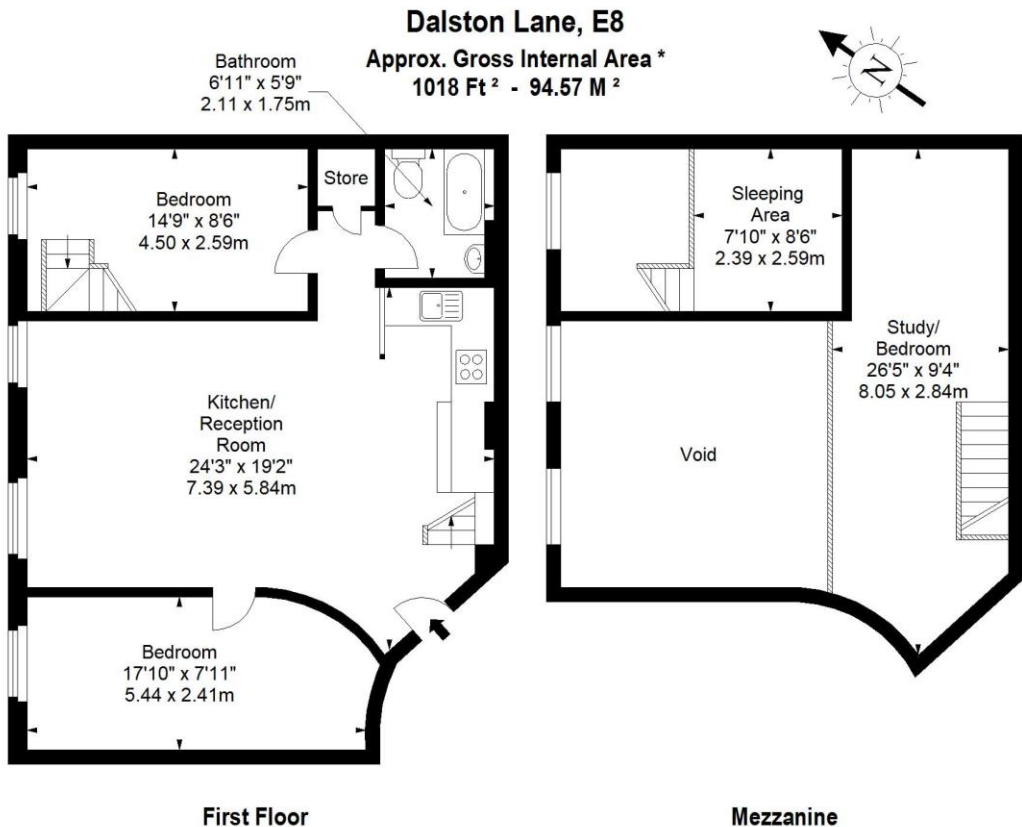 Dalston Lane, E8
Approx. Gross Internal Area *
1018 Ft ² - 94.57 M ²
N
Bathroom
6'11" x 5'9"
2.11 x 1.75m
Bedroom
14'9" x 8'6"
4.50 x 2.59m
Store
Kitchen/
Reception
Room
24'3" x 19'2"
7.39 x 5.84m
Bedroom
17'10" x 7'11"
5.44 x 2.41m
First Floor
Sleeping
Area
7'10" x 8'6"
2.39 x 2.59m
Study/
Bedroom
26'5" x 9'4"
8.05 x 2.84m
Void
Mezzanine